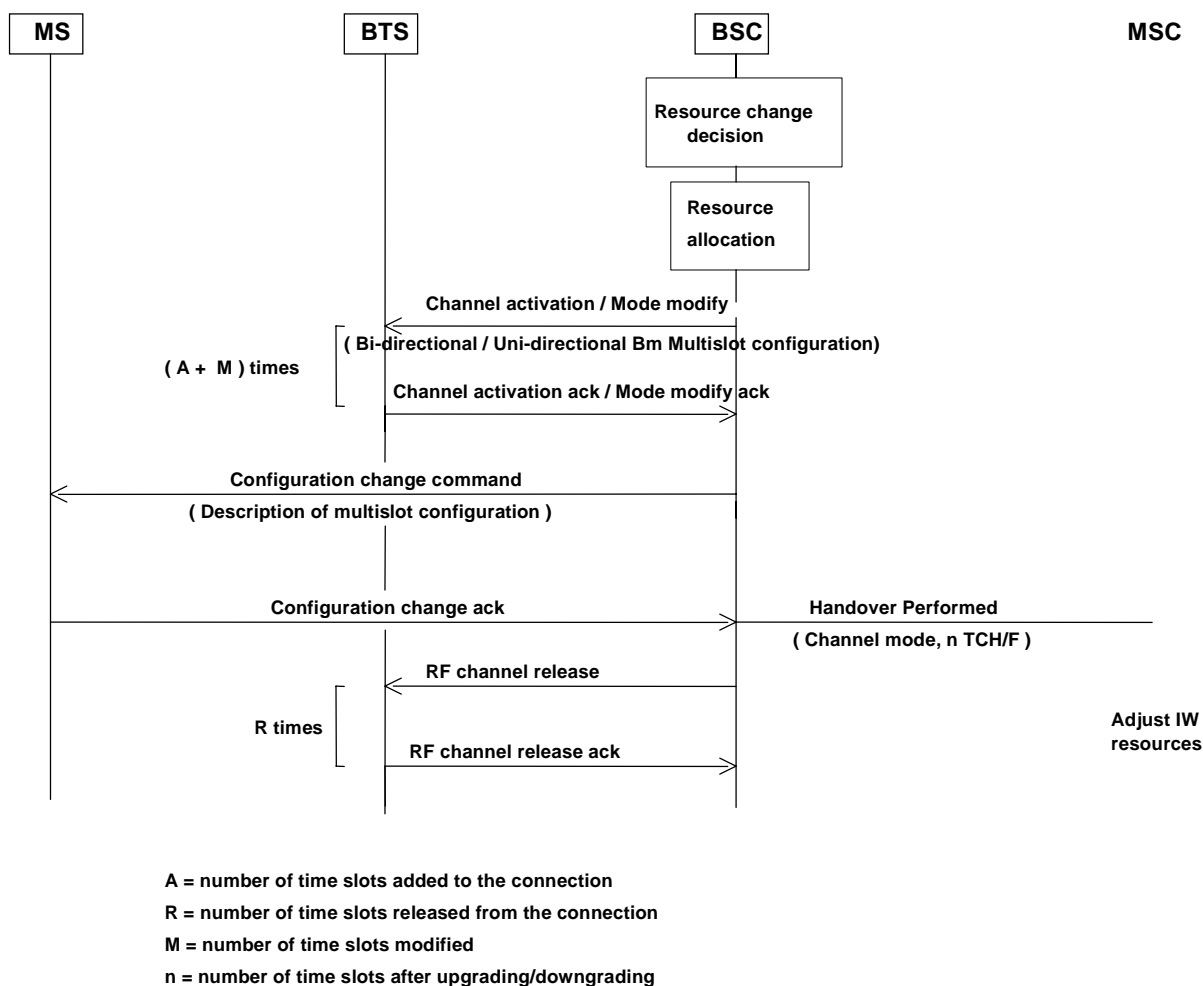 MS
BTS
BSC
MSC
Resource change
decision
Resource
allocation
Channel activation / Mode modify
( Bi-directional / Uni-directional Bm Multislot configuration)
( A + M ) times
Channel activation ack / Mode modify ack
Configuration change command
( Description of multislot configuration )
Configuration change ack
Handover Performed
( Channel mode, n TCH/F )
RF channel release
R times
Adjust IW
resources
RF channel release ack
A = number of time slots added to the connection
R = number of time slots released from the connection
M = number of time slots modified
n = number of time slots after upgrading/downgrading